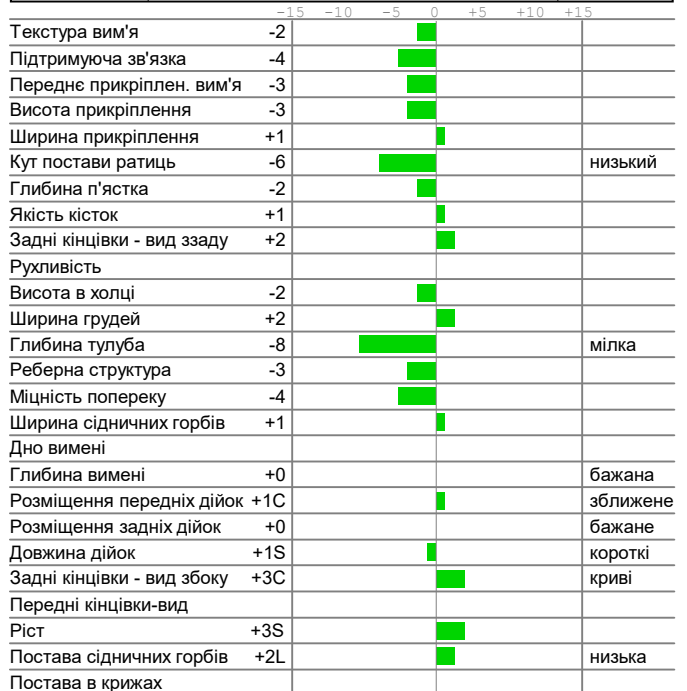 -15 -10 -5 0 +5 +10 +15
Текстура вим'я -2
Підтримуюча зв'язка -4
Переднє прикріплен. вим'я -3
Висота прикріплення -3
Ширина прикріплення +1
Кут постави ратиць -6 низький
Глибина п'ястка -2
Якість кісток +1
Задні кінцівки - вид ззаду +2
Рухливість
Висота в холці -2
Ширина грудей +2
Глибина тулуба -8 мілка
Реберна структура -3
Міцність попереку -4
Ширина сідничних горбів +1
Дно вимені
Глибина вимені +0 бажана
Розміщення передніх дійок +1C зближене
Розміщення задніх дійок +0 бажане
Довжина дійок +1S короткі
Задні кінцівки - вид збоку +3C криві
Передні кінцівки-вид
Ріст +3S
Постава сідничних горбів +2L низька
Постава в крижах